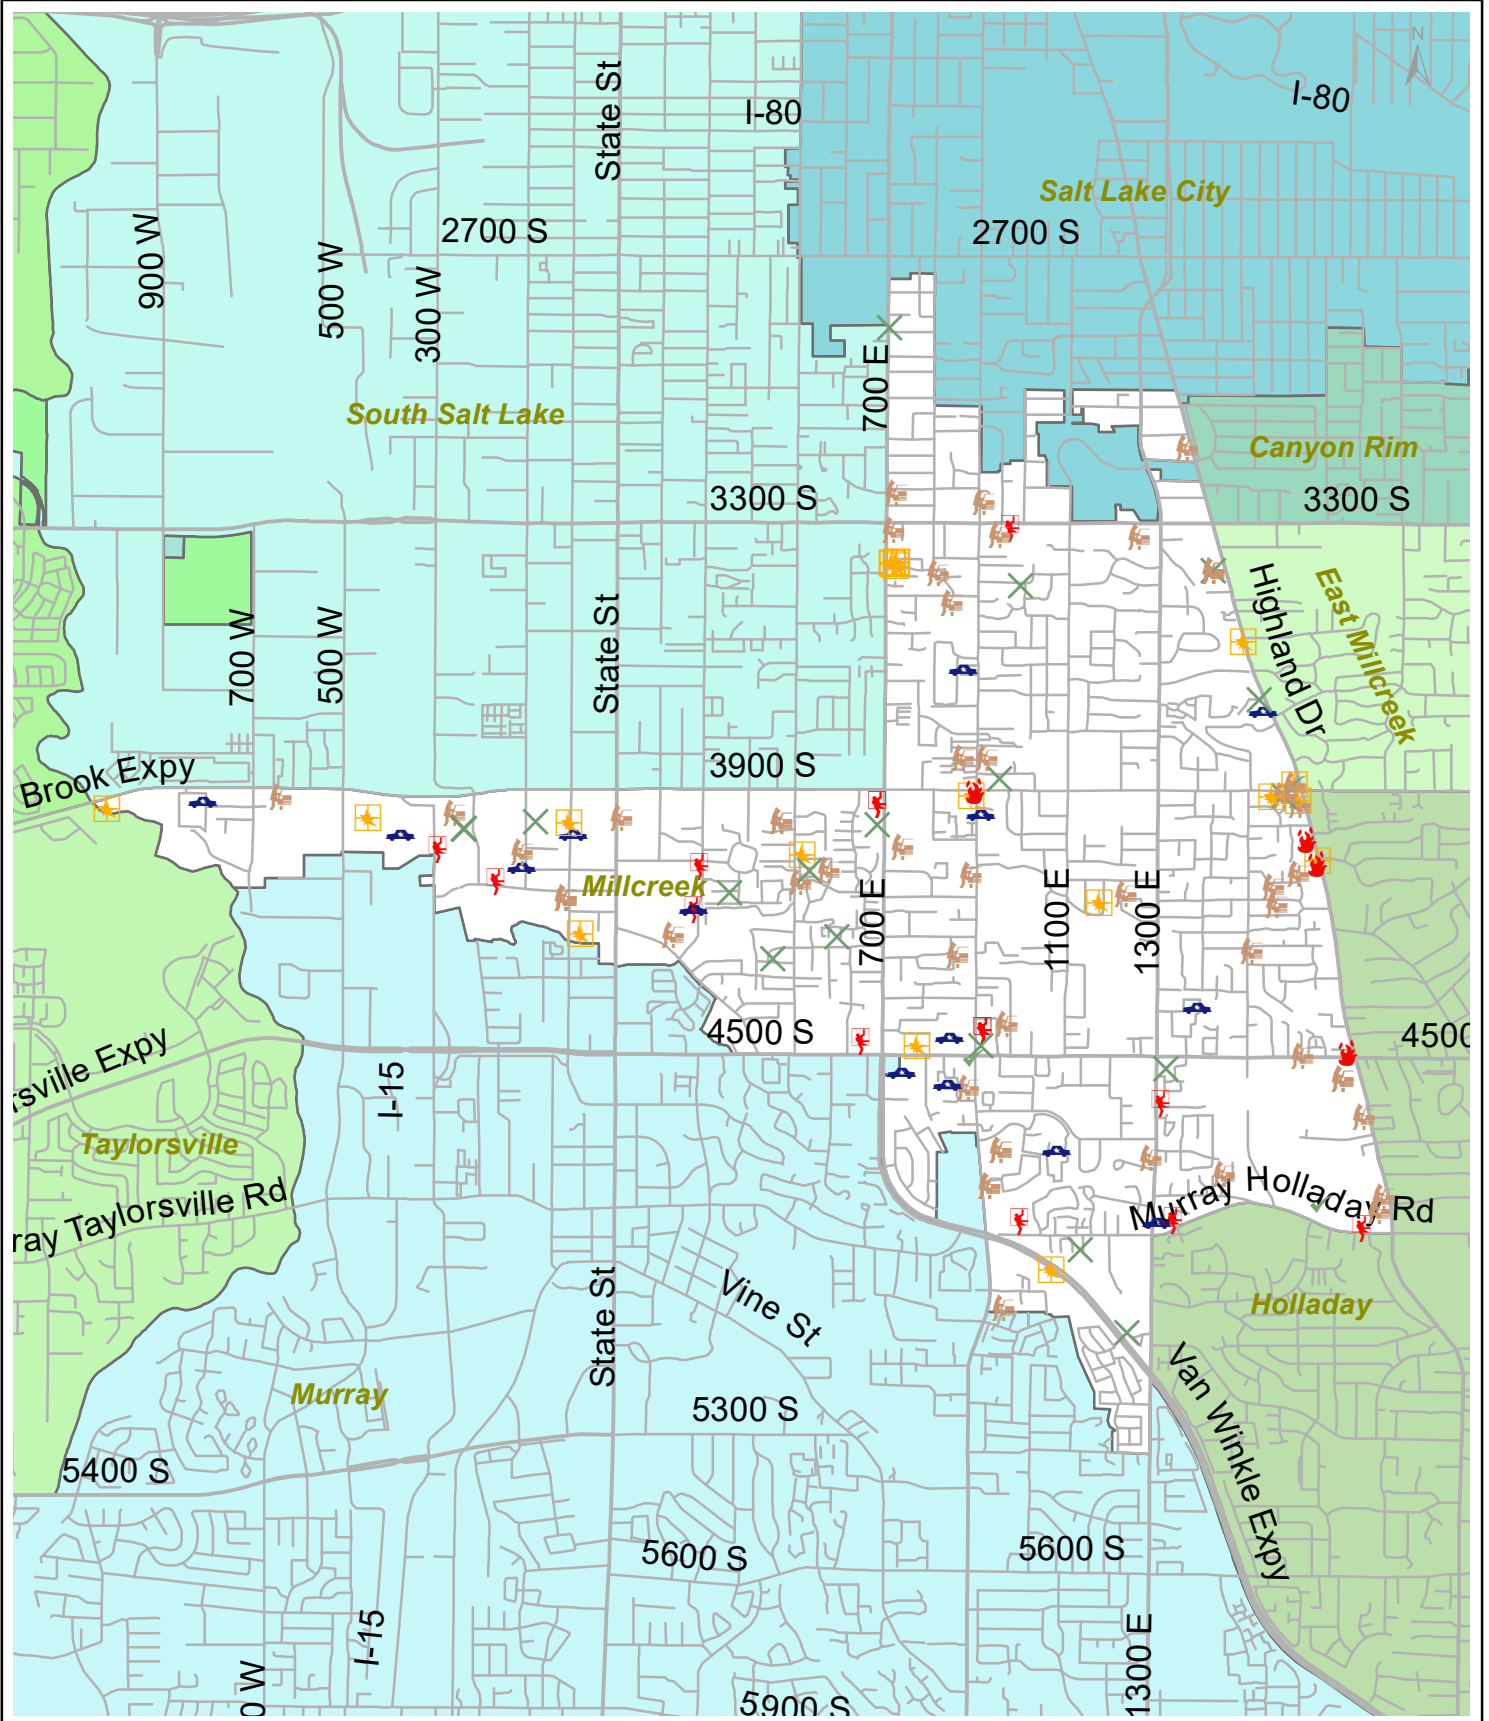 N
I-80
State St
I-80
Salt Lake City
2700 S
2700 S
900 W
500 W
300 W
700 E
South Salt Lake
Canyon Rim
3300 S
3300 S
Highland Dr
East Millcreek
State St
700 W
500 W
3900 S
Brook Expy
Millcreek
700 E
1100 E
1300 E
4500 S
4500
rsville Expy
I-15
Taylorsville
Murray Holladay Rd
ray Taylorsville Rd
State St
Vine St
Holladay
Van Winkle Expy
Murray
5300 S
5400 S
5600 S
5600 S
I-15
1300 E
0 W
5900 S